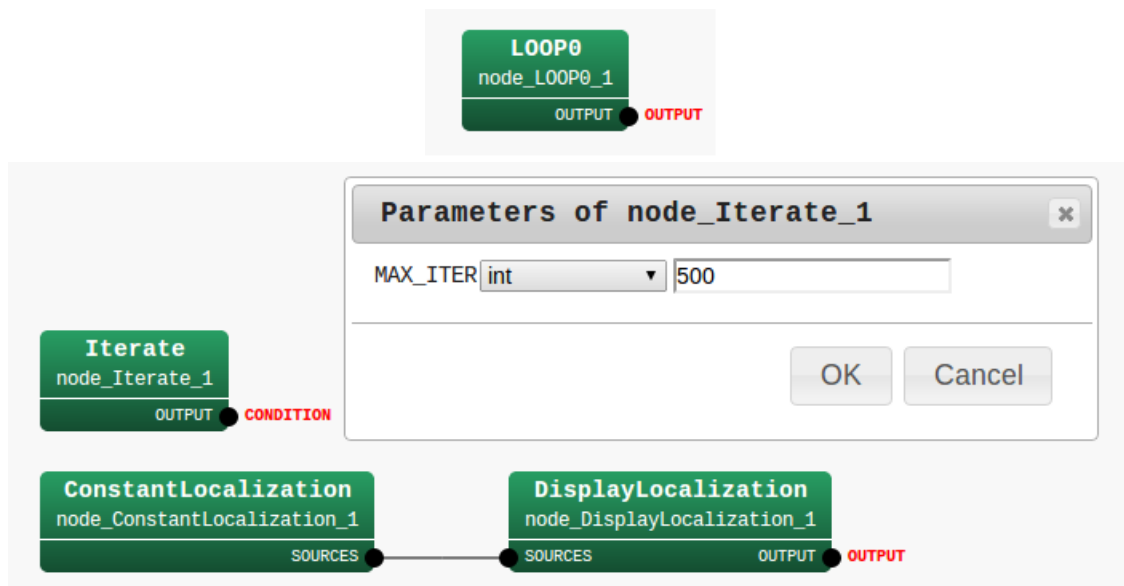 LOOP0
node_LOOP0_1
OUTPUT OUTPUT
Parameters of node_Iterate_1
MAX_ITER int 500
OK Cancel
Iterate
node_Iterate_1
OUTPUT CONDITION
ConstantLocalization
node_ConstantLocalization_1
SOURCES
DisplayLocalization
node_DisplayLocalization_1
SOURCES OUTPUT OUTPUT